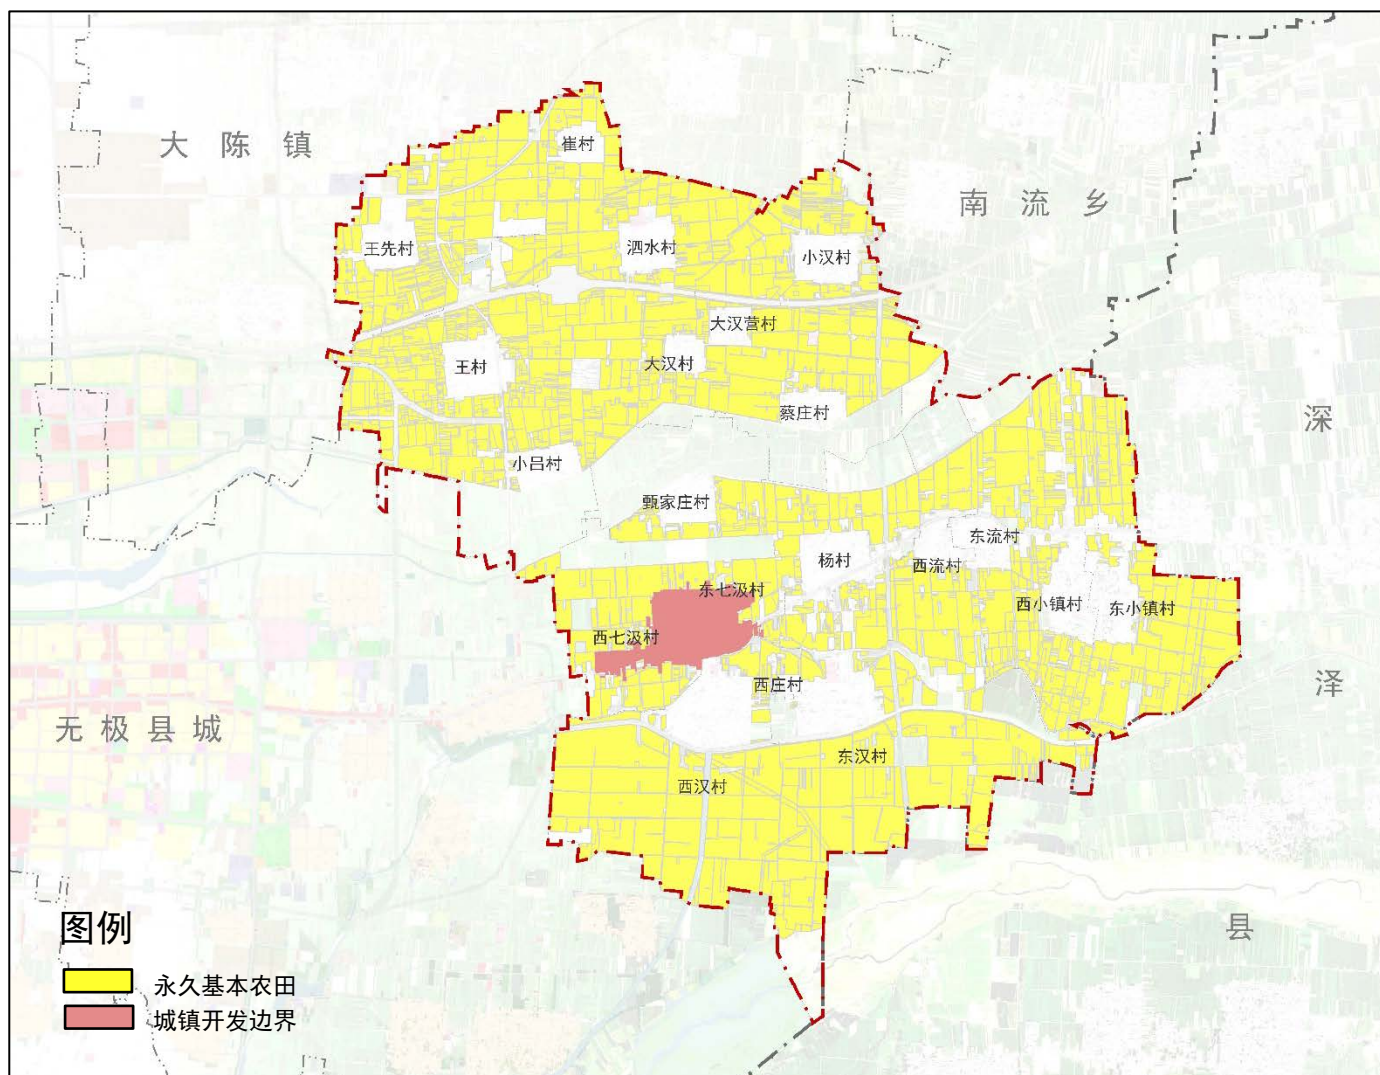 崔村
大陈镇
南流乡
王先村
泗水村
小汉村
大汉营村
王村
大汉村
蔡庄村
深
小吕村
甄家庄村
东流村
杨村
西流村
东七汲村
西小镇村
东小镇村
西七汲村
西庄村
泽
无极县城
东汉村
西汉村
县
图例
永久基本农田
城镇开发边界